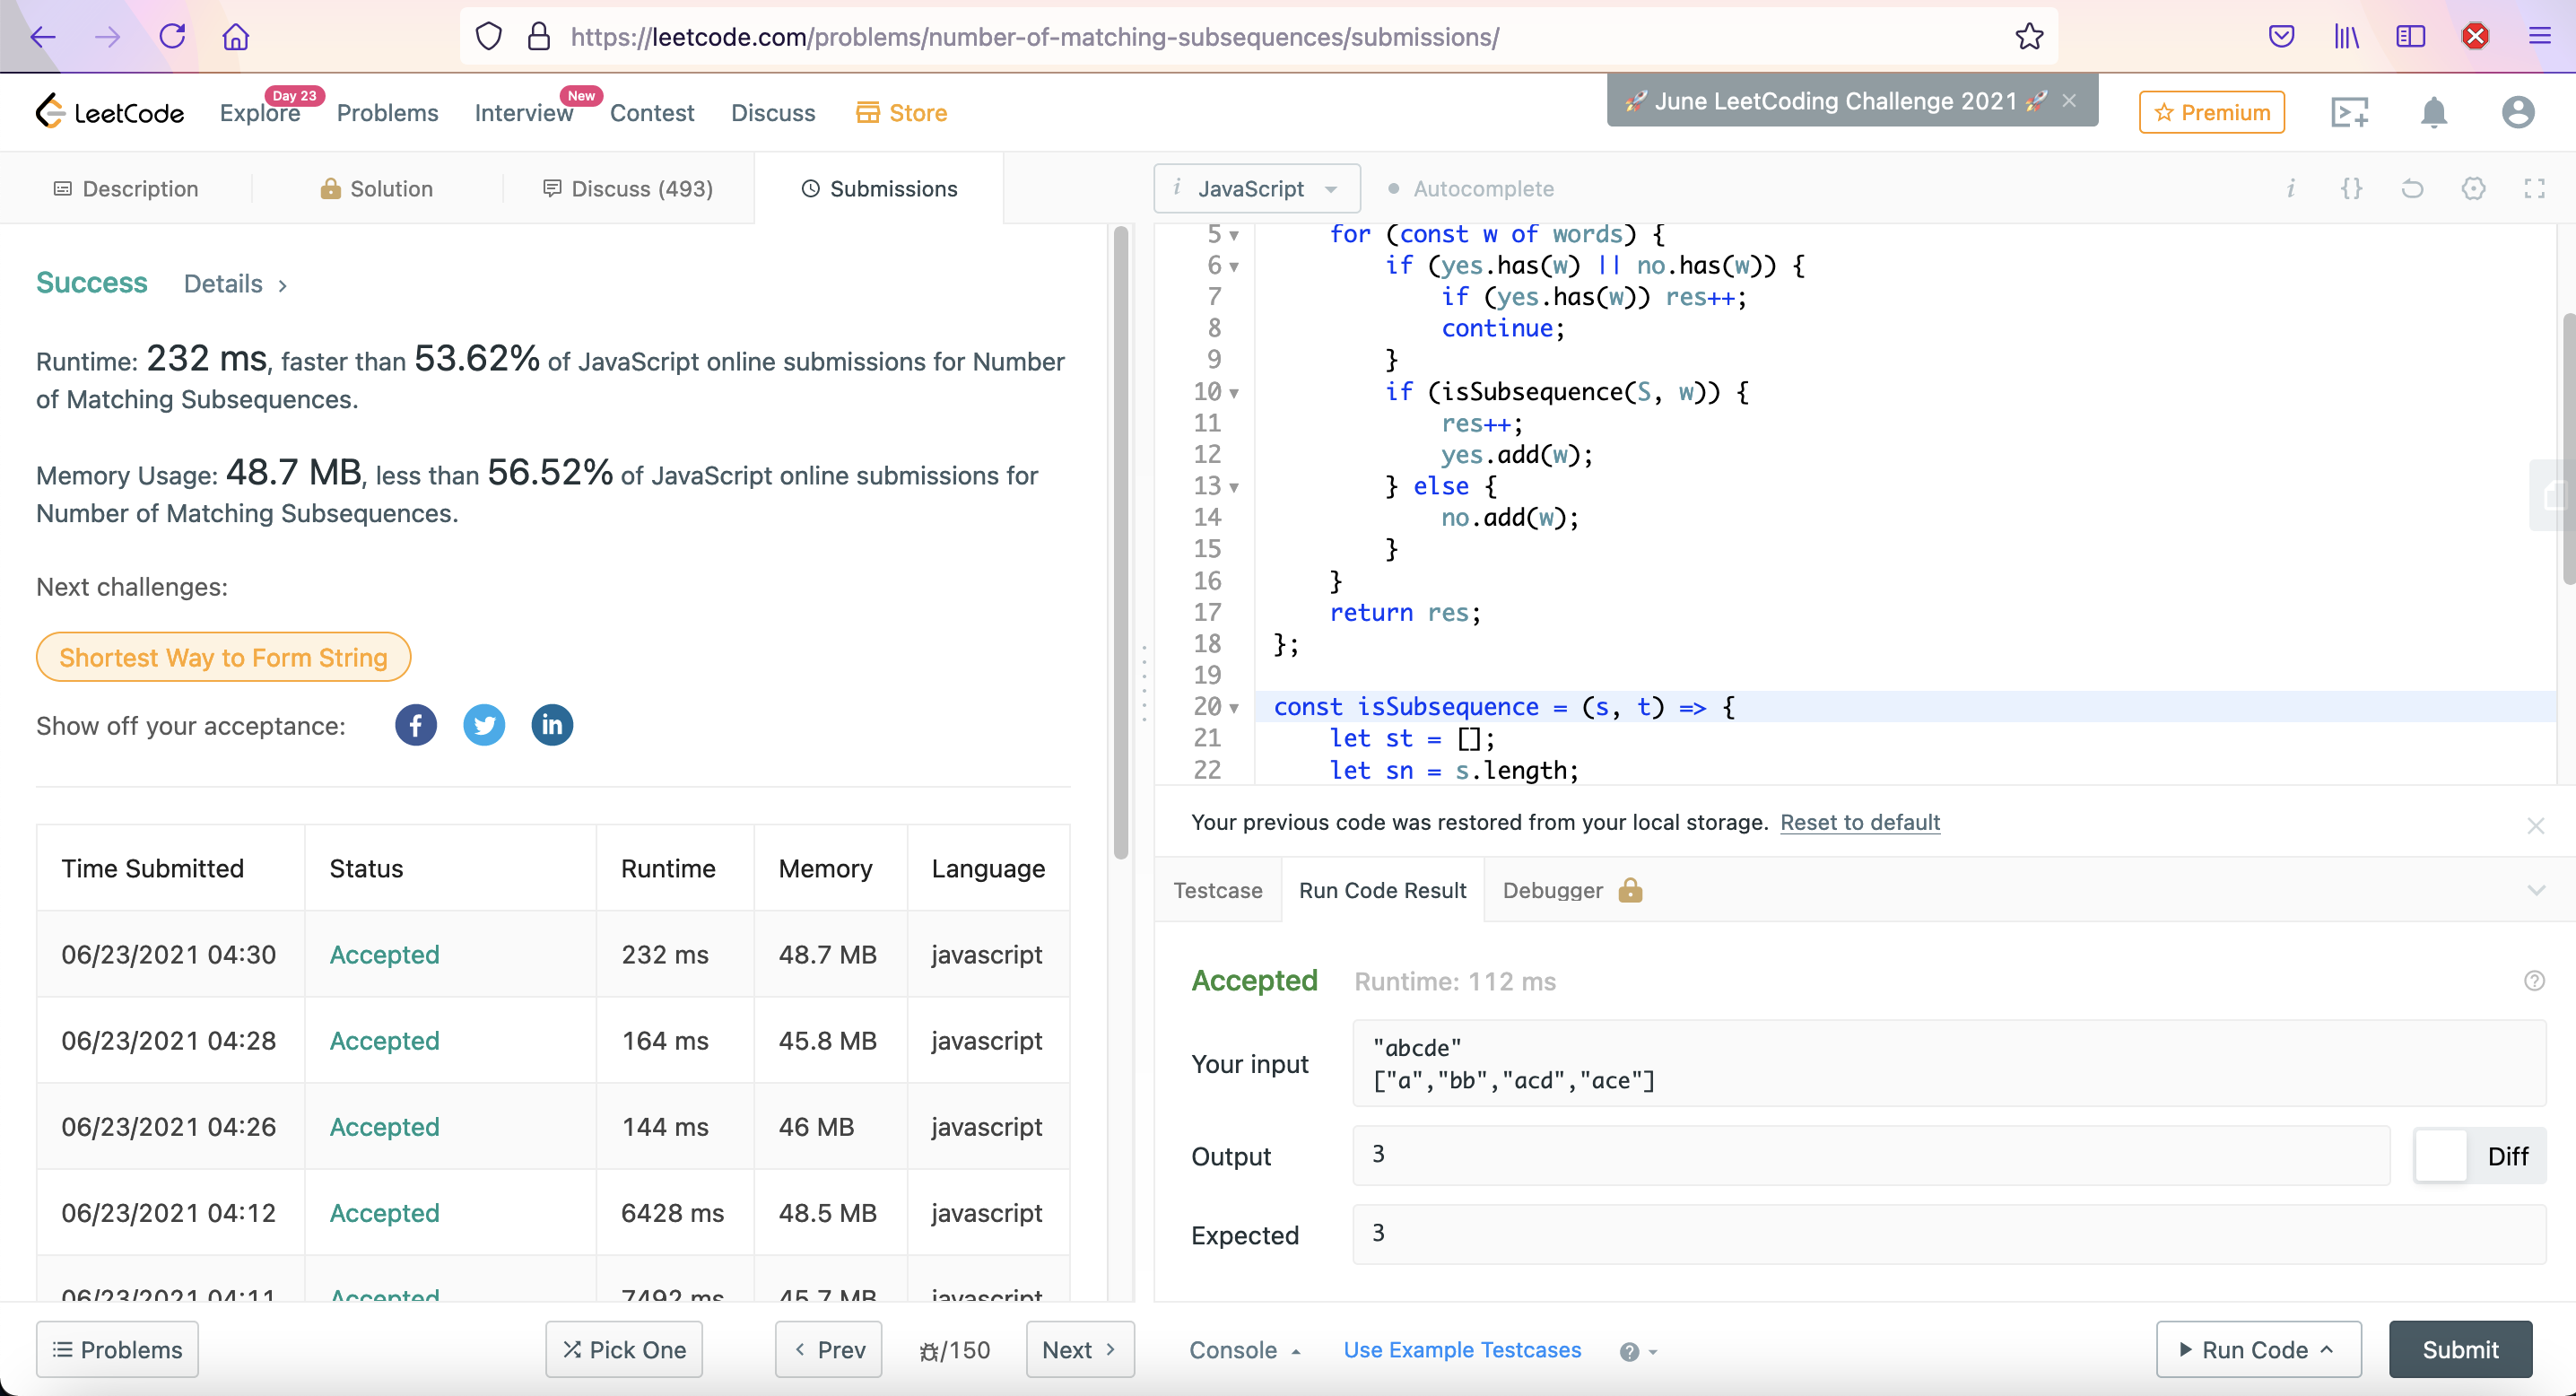 https://leetcode.com/problems/number-of-matching-subsequences/submissions/
LeetCode
Explore
Day 23
Problems
Interview
New
Contest
Discuss
Store
🚀 June LeetCoding Challenge 2021 🚀 ×
Premium
Description
Solution
Discuss (493)
Submissions
i JavaScript
Autocomplete
Success Details >
Runtime: 232 ms, faster than 53.62% of JavaScript online submissions for Number
of Matching Subsequences.
Memory Usage: 48.7 MB, less than 56.52% of JavaScript online submissions for
Number of Matching Subsequences.
Next challenges:
Shortest Way to Form String
Show off your acceptance:
Time Submitted Status Runtime Memory Language
06/23/2021 04:30 Accepted 232 ms 48.7 MB javascript
06/23/2021 04:28 Accepted 164 ms 45.8 MB javascript
06/23/2021 04:26 Accepted 144 ms 46 MB javascript
06/23/2021 04:12 Accepted 6428 ms 48.5 MB javascript
06/23/2021 04:11 Accepted 7492 ms 45.7 MB javascript
Problems
Pick One
< Prev
/150
Next >
5 for (const w of words) {
6 if (yes.has(w) || no.has(w)) {
7 if (yes.has(w)) res++;
8 continue;
9 }
10 if (isSubsequence(S, w)) {
11 res++;
12 yes.add(w);
13 } else {
14 no.add(w);
15 }
16 }
17 return res;
18 };
19
20 const isSubsequence = (s, t) => {
21 let st = [];
22 let sn = s.length;
Your previous code was restored from your local storage. Reset to default
Testcase
Run Code Result
Debugger
Accepted Runtime: 112 ms
Your input
"abcde"
["a","bb","acd","ace"]
Output
3
Diff
Expected
3
Console
Use Example Testcases
Run Code
Submit